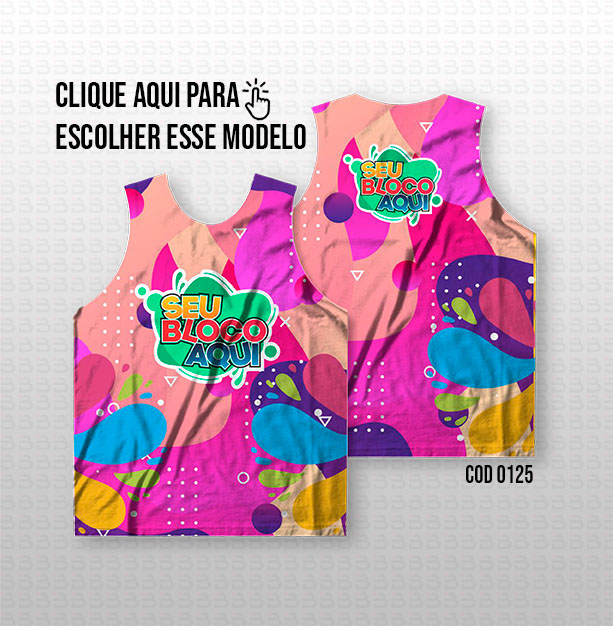 CLIQUE AQUI PARA
ESCOLHER ESSE MODELO
SEU
BLOCO
AQUI
SEU
BLOCO
AQUI
COD 0125